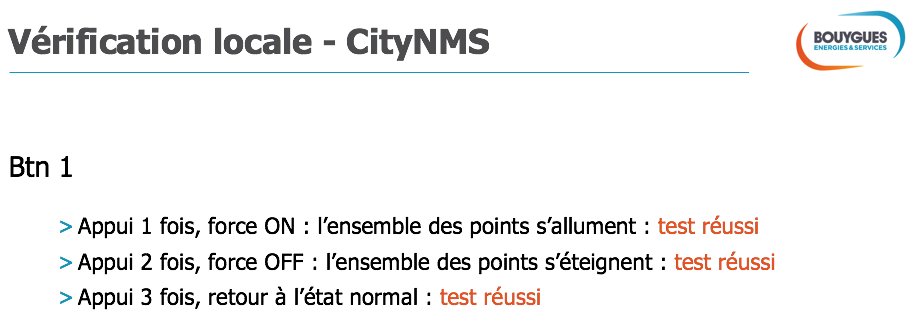 Vérification locale - CityNMS
BOUYGUES
ENERGIES & SERVICES
Btn 1
> Appui 1 fois, force ON : l’ensemble des points s’allument : test réussi
> Appui 2 fois, force OFF : l’ensemble des points s’éteignent : test réussi
> Appui 3 fois, retour à l’état normal : test réussi